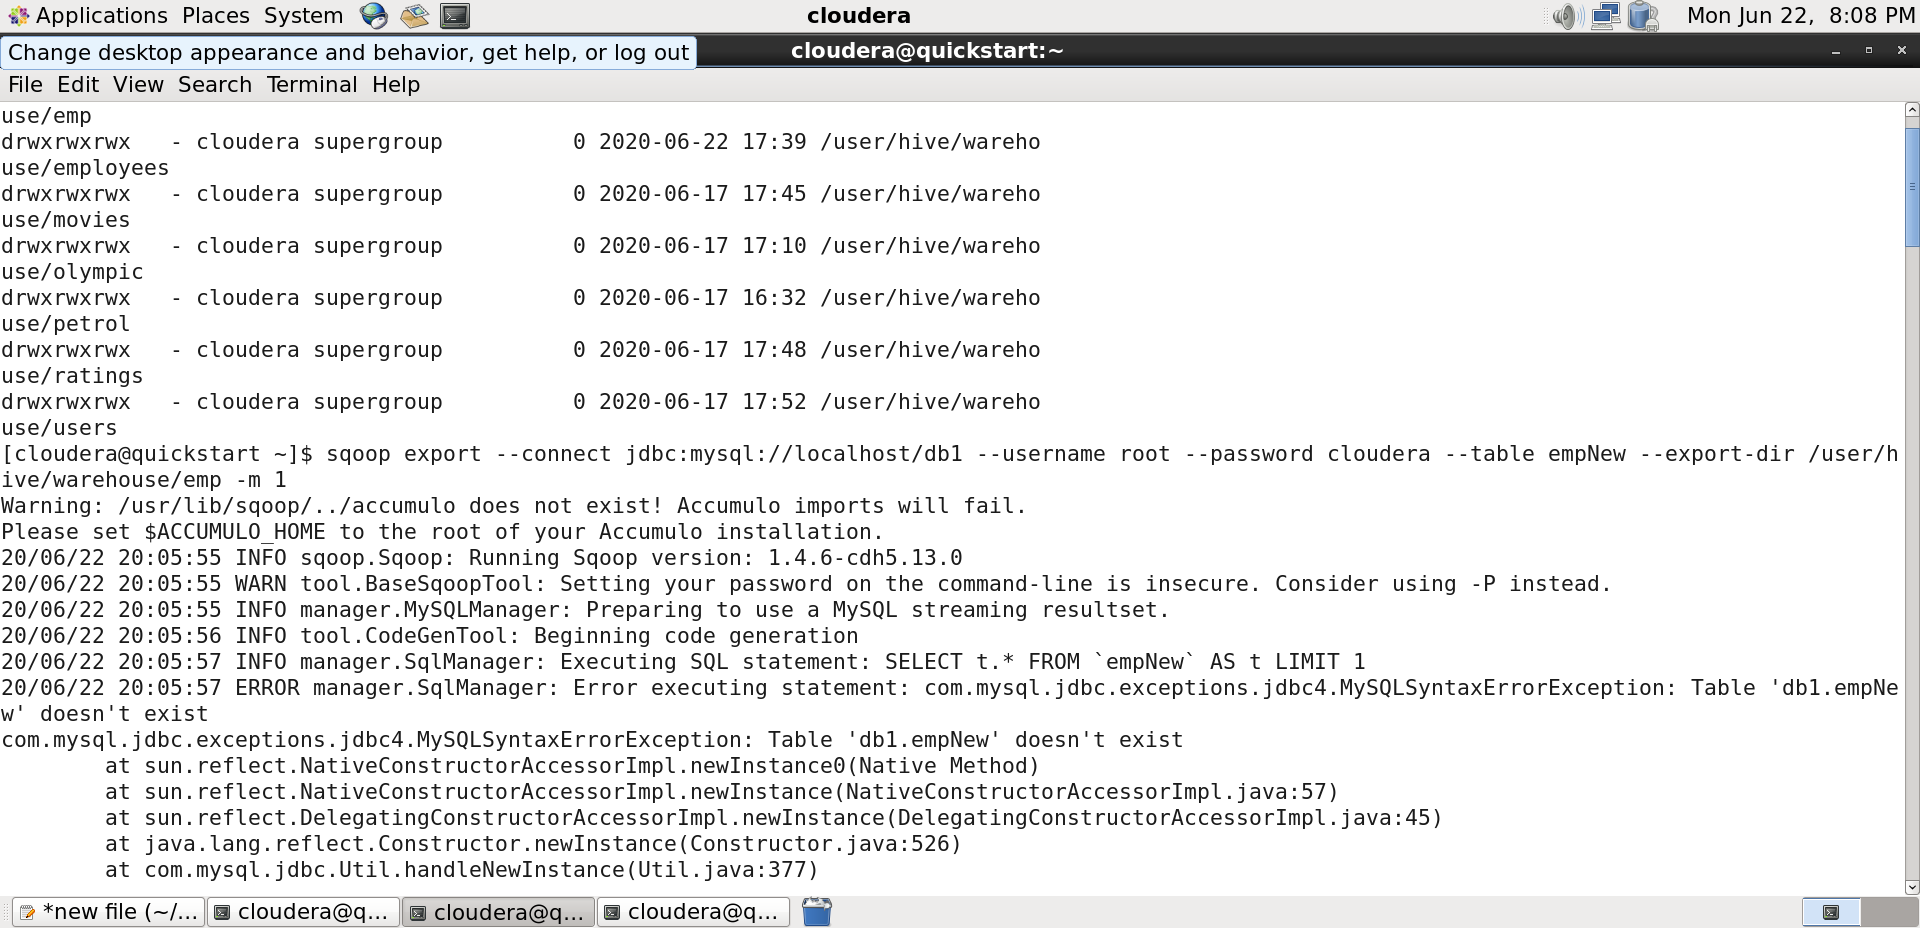 Applications Places System
cloudera
Mon Jun 22, 8:08 PM
Change desktop appearance and behavior, get help, or log out
cloudera@quickstart:~
File Edit View Search Terminal Help
use/emp
drwxrwxrwx   - cloudera supergroup          0 2020-06-22 17:39 /user/hive/wareho
use/employees
drwxrwxrwx   - cloudera supergroup          0 2020-06-17 17:45 /user/hive/wareho
use/movies
drwxrwxrwx   - cloudera supergroup          0 2020-06-17 17:10 /user/hive/wareho
use/olympic
drwxrwxrwx   - cloudera supergroup          0 2020-06-17 16:32 /user/hive/wareho
use/petrol
drwxrwxrwx   - cloudera supergroup          0 2020-06-17 17:48 /user/hive/wareho
use/ratings
drwxrwxrwx   - cloudera supergroup          0 2020-06-17 17:52 /user/hive/wareho
use/users
[cloudera@quickstart ~]$ sqoop export --connect jdbc:mysql://localhost/db1 --username root --password cloudera --table empNew --export-dir /user/h
ive/warehouse/emp -m 1
Warning: /usr/lib/sqoop/../accumulo does not exist! Accumulo imports will fail.
Please set $ACCUMULO_HOME to the root of your Accumulo installation.
20/06/22 20:05:55 INFO sqoop.Sqoop: Running Sqoop version: 1.4.6-cdh5.13.0
20/06/22 20:05:55 WARN tool.BaseSqoopTool: Setting your password on the command-line is insecure. Consider using -P instead.
20/06/22 20:05:55 INFO manager.MySQLManager: Preparing to use a MySQL streaming resultset.
20/06/22 20:05:56 INFO tool.CodeGenTool: Beginning code generation
20/06/22 20:05:57 INFO manager.SqlManager: Executing SQL statement: SELECT t.* FROM `empNew` AS t LIMIT 1
20/06/22 20:05:57 ERROR manager.SqlManager: Error executing statement: com.mysql.jdbc.exceptions.jdbc4.MySQLSyntaxErrorException: Table 'db1.empNe
w' doesn't exist
com.mysql.jdbc.exceptions.jdbc4.MySQLSyntaxErrorException: Table 'db1.empNew' doesn't exist
        at sun.reflect.NativeConstructorAccessorImpl.newInstance0(Native Method)
        at sun.reflect.NativeConstructorAccessorImpl.newInstance(NativeConstructorAccessorImpl.java:57)
        at sun.reflect.DelegatingConstructorAccessorImpl.newInstance(DelegatingConstructorAccessorImpl.java:45)
        at java.lang.reflect.Constructor.newInstance(Constructor.java:526)
        at com.mysql.jdbc.Util.handleNewInstance(Util.java:377)
*new file (~/...
cloudera@q...
cloudera@q...
cloudera@q...